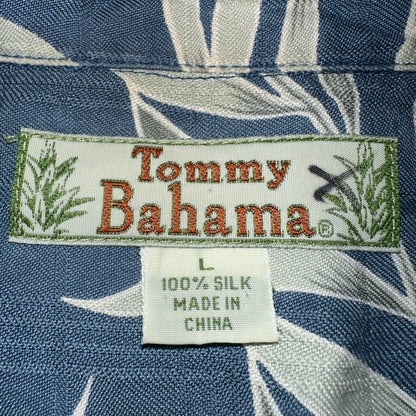 Tommy
Bahama®
L
100% SILK
MADE IN
CHINA